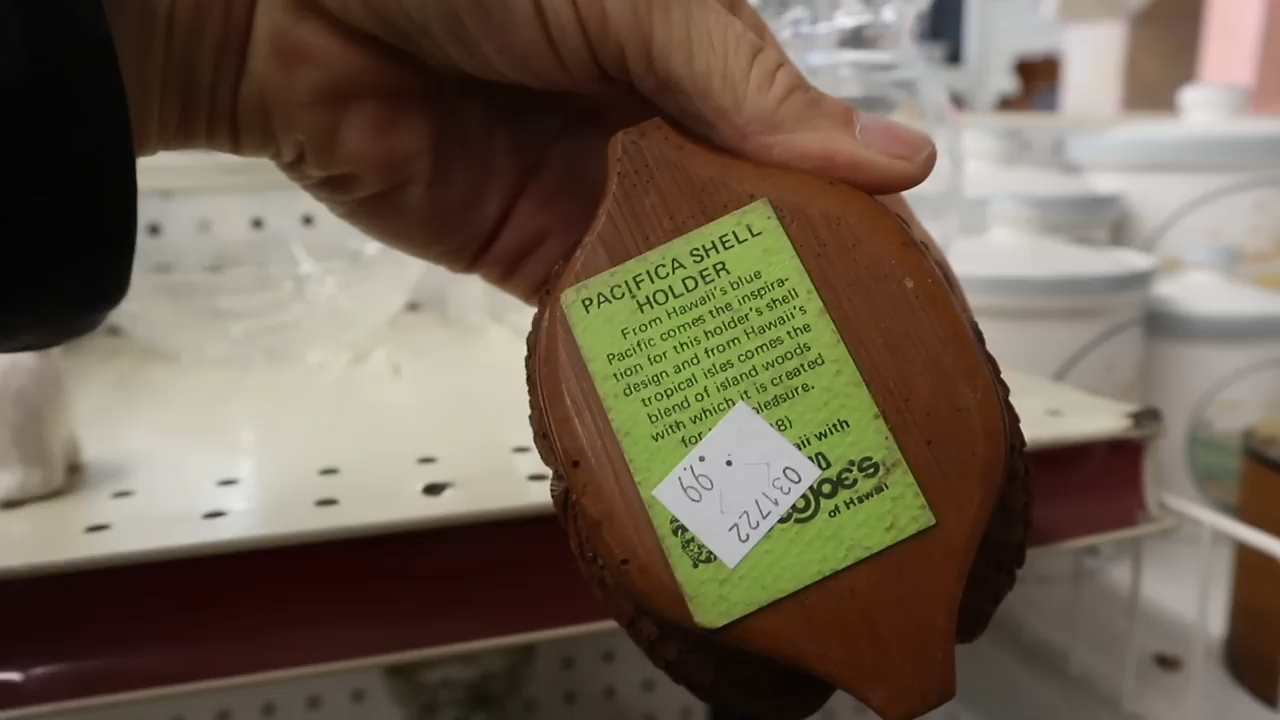 PACIFICA SHELL
HOLDER
From Hawaii's blue
Pacific comes the inspira-
tion for this holder's shell
design and from Hawaii's
tropical isles comes the
blend of island woods
with which it is created
for pleasure.
8)
with
of Hawaii
.99
031722